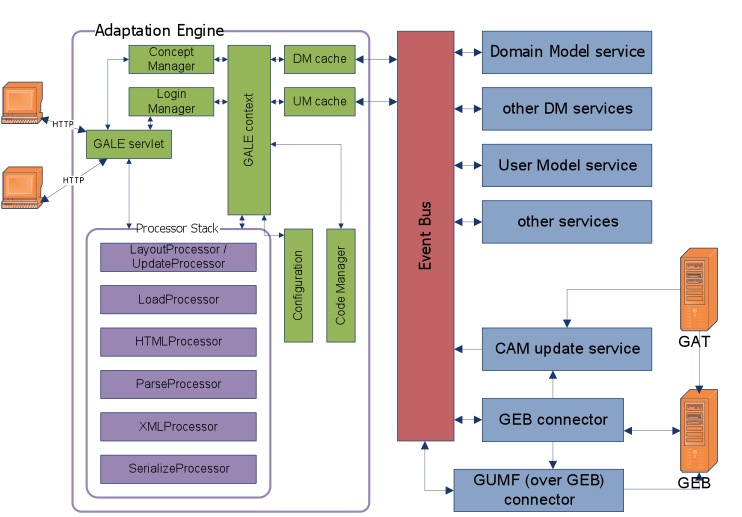 Adaptation Engine
Concept
Manager
Login
Manager
GALE servlet
HTTP
HTTP
GALE context
DM cache
UM cache
Processor Stack
LayoutProcessor /
UpdateProcessor
LoadProcessor
HTMLProcessor
ParseProcessor
XMLProcessor
SerializeProcessor
Configuration
Code Manager
Event Bus
Domain Model service
other DM services
User Model service
other services
CAM update service
GEB connector
GUMF (over GEB)
connector
GAT
GEB